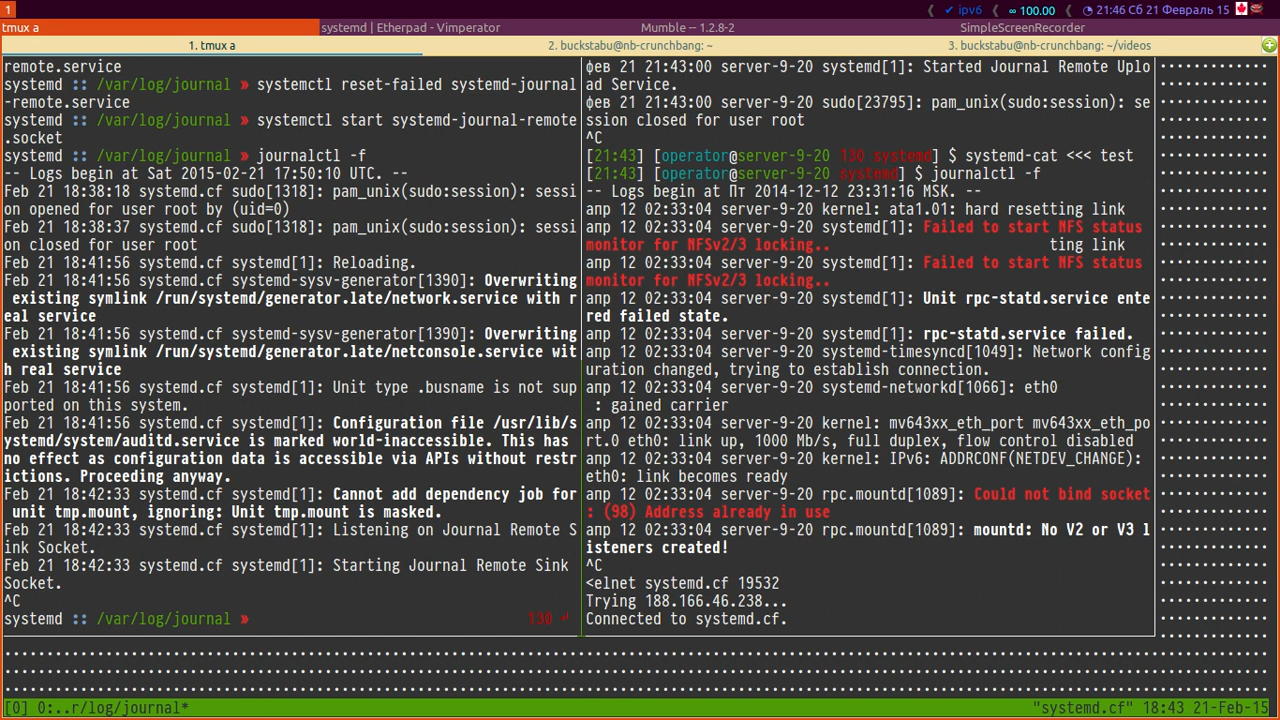 1
ipv6 ∞ 100.00 21:46 Сб 21 Февраль 15
tmux a systemd | Etherpad - Vimperator Mumble -- 1.2.8-2 SimpleScreenRecorder
1. tmux a 2. buckstabu@nb-crunchbang: ~ 3. buckstabu@nb-crunchbang: ~/videos
remote.service
systemd :: /var/log/journal » systemctl reset-failed systemd-journal
-remote.service
systemd :: /var/log/journal » systemctl start systemd-journal-remote
.socket
systemd :: /var/log/journal » journalctl -f
-- Logs begin at Sat 2015-02-21 17:50:10 UTC. --
Feb 21 18:38:18 systemd.cf sudo[1318]: pam_unix(sudo:session): sessi
on opened for user root by (uid=0)
Feb 21 18:38:37 systemd.cf sudo[1318]: pam_unix(sudo:session): sessi
on closed for user root
Feb 21 18:41:56 systemd.cf systemd[1]: Reloading.
Feb 21 18:41:56 systemd.cf systemd-sysv-generator[1390]: Overwriting
existing symlink /run/systemd/generator.late/network.service with r
eal service
Feb 21 18:41:56 systemd.cf systemd-sysv-generator[1390]: Overwriting
existing symlink /run/systemd/generator.late/netconsole.service wit
h real service
Feb 21 18:41:56 systemd.cf systemd[1]: Unit type .busname is not sup
ported on this system.
Feb 21 18:41:56 systemd.cf systemd[1]: Configuration file /usr/lib/s
ystemd/system/auditd.service is marked world-inaccessible. This has
no effect as configuration data is accessible via APIs without restr
ictions. Proceeding anyway.
Feb 21 18:42:33 systemd.cf systemd[1]: Cannot add dependency job for
unit tmp.mount, ignoring: Unit tmp.mount is masked.
Feb 21 18:42:33 systemd.cf systemd[1]: Listening on Journal Remote S
ink Socket.
Feb 21 18:42:33 systemd.cf systemd[1]: Starting Journal Remote Sink
Socket.
^C
systemd :: /var/log/journal » 130 ↵
фев 21 21:43:00 server-9-20 systemd[1]: Started Journal Remote Uplo
ad Service.
фев 21 21:43:00 server-9-20 sudo[23795]: pam_unix(sudo:session): se
ssion closed for user root
^C
[21:43] [operator@server-9-20 130 systemd] $ systemd-cat <<< test
[21:43] [operator@server-9-20 systemd] $ journalctl -f
-- Logs begin at Пт 2014-12-12 23:31:16 MSK. --
апр 12 02:33:04 server-9-20 kernel: ata1.01: hard resetting link
апр 12 02:33:04 server-9-20 systemd[1]: Failed to start NFS status
monitor for NFSv2/3 locking.. ting link
апр 12 02:33:04 server-9-20 systemd[1]: Failed to start NFS status
monitor for NFSv2/3 locking..
апр 12 02:33:04 server-9-20 systemd[1]: Unit rpc-statd.service ente
red failed state.
апр 12 02:33:04 server-9-20 systemd[1]: rpc-statd.service failed.
апр 12 02:33:04 server-9-20 systemd-timesyncd[1049]: Network config
uration changed, trying to establish connection.
апр 12 02:33:04 server-9-20 systemd-networkd[1066]: eth0
: gained carrier
апр 12 02:33:04 server-9-20 kernel: mv643xx_eth_port mv643xx_eth_po
rt.0 eth0: link up, 1000 Mb/s, full duplex, flow control disabled
апр 12 02:33:04 server-9-20 kernel: IPv6: ADDRCONF(NETDEV_CHANGE):
eth0: link becomes ready
апр 12 02:33:04 server-9-20 rpc.mountd[1089]: Could not bind socket
: (98) Address already in use
апр 12 02:33:04 server-9-20 rpc.mountd[1089]: mountd: No V2 or V3 l
isteners created!
^C
<elnet systemd.cf 19532
Trying 188.166.46.238...
Connected to systemd.cf.
[0] 0:..r/log/journal* "systemd.cf" 18:43 21-Feb-15